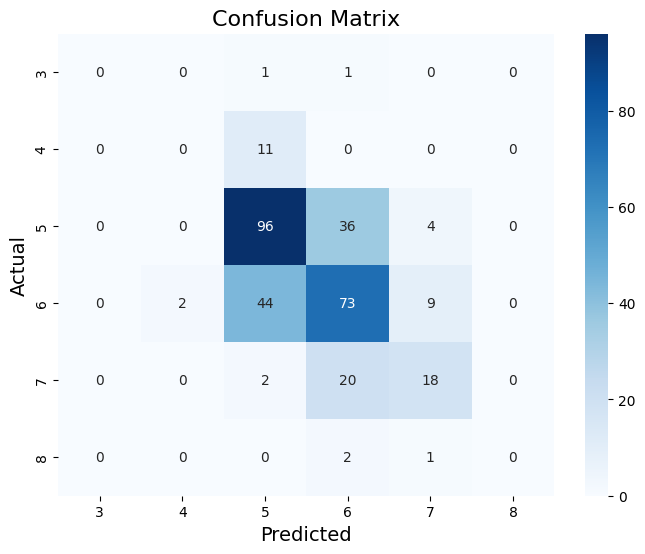 Confusion Matrix
Actual
3 0 0 1 1 0 0
4 0 0 11 0 0 0
5 0 0 96 36 4 0
6 0 2 44 73 9 0
7 0 0 2 20 18 0
8 0 0 0 2 1 0
3 4 5 6 7 8
Predicted
80
60
40
20
0